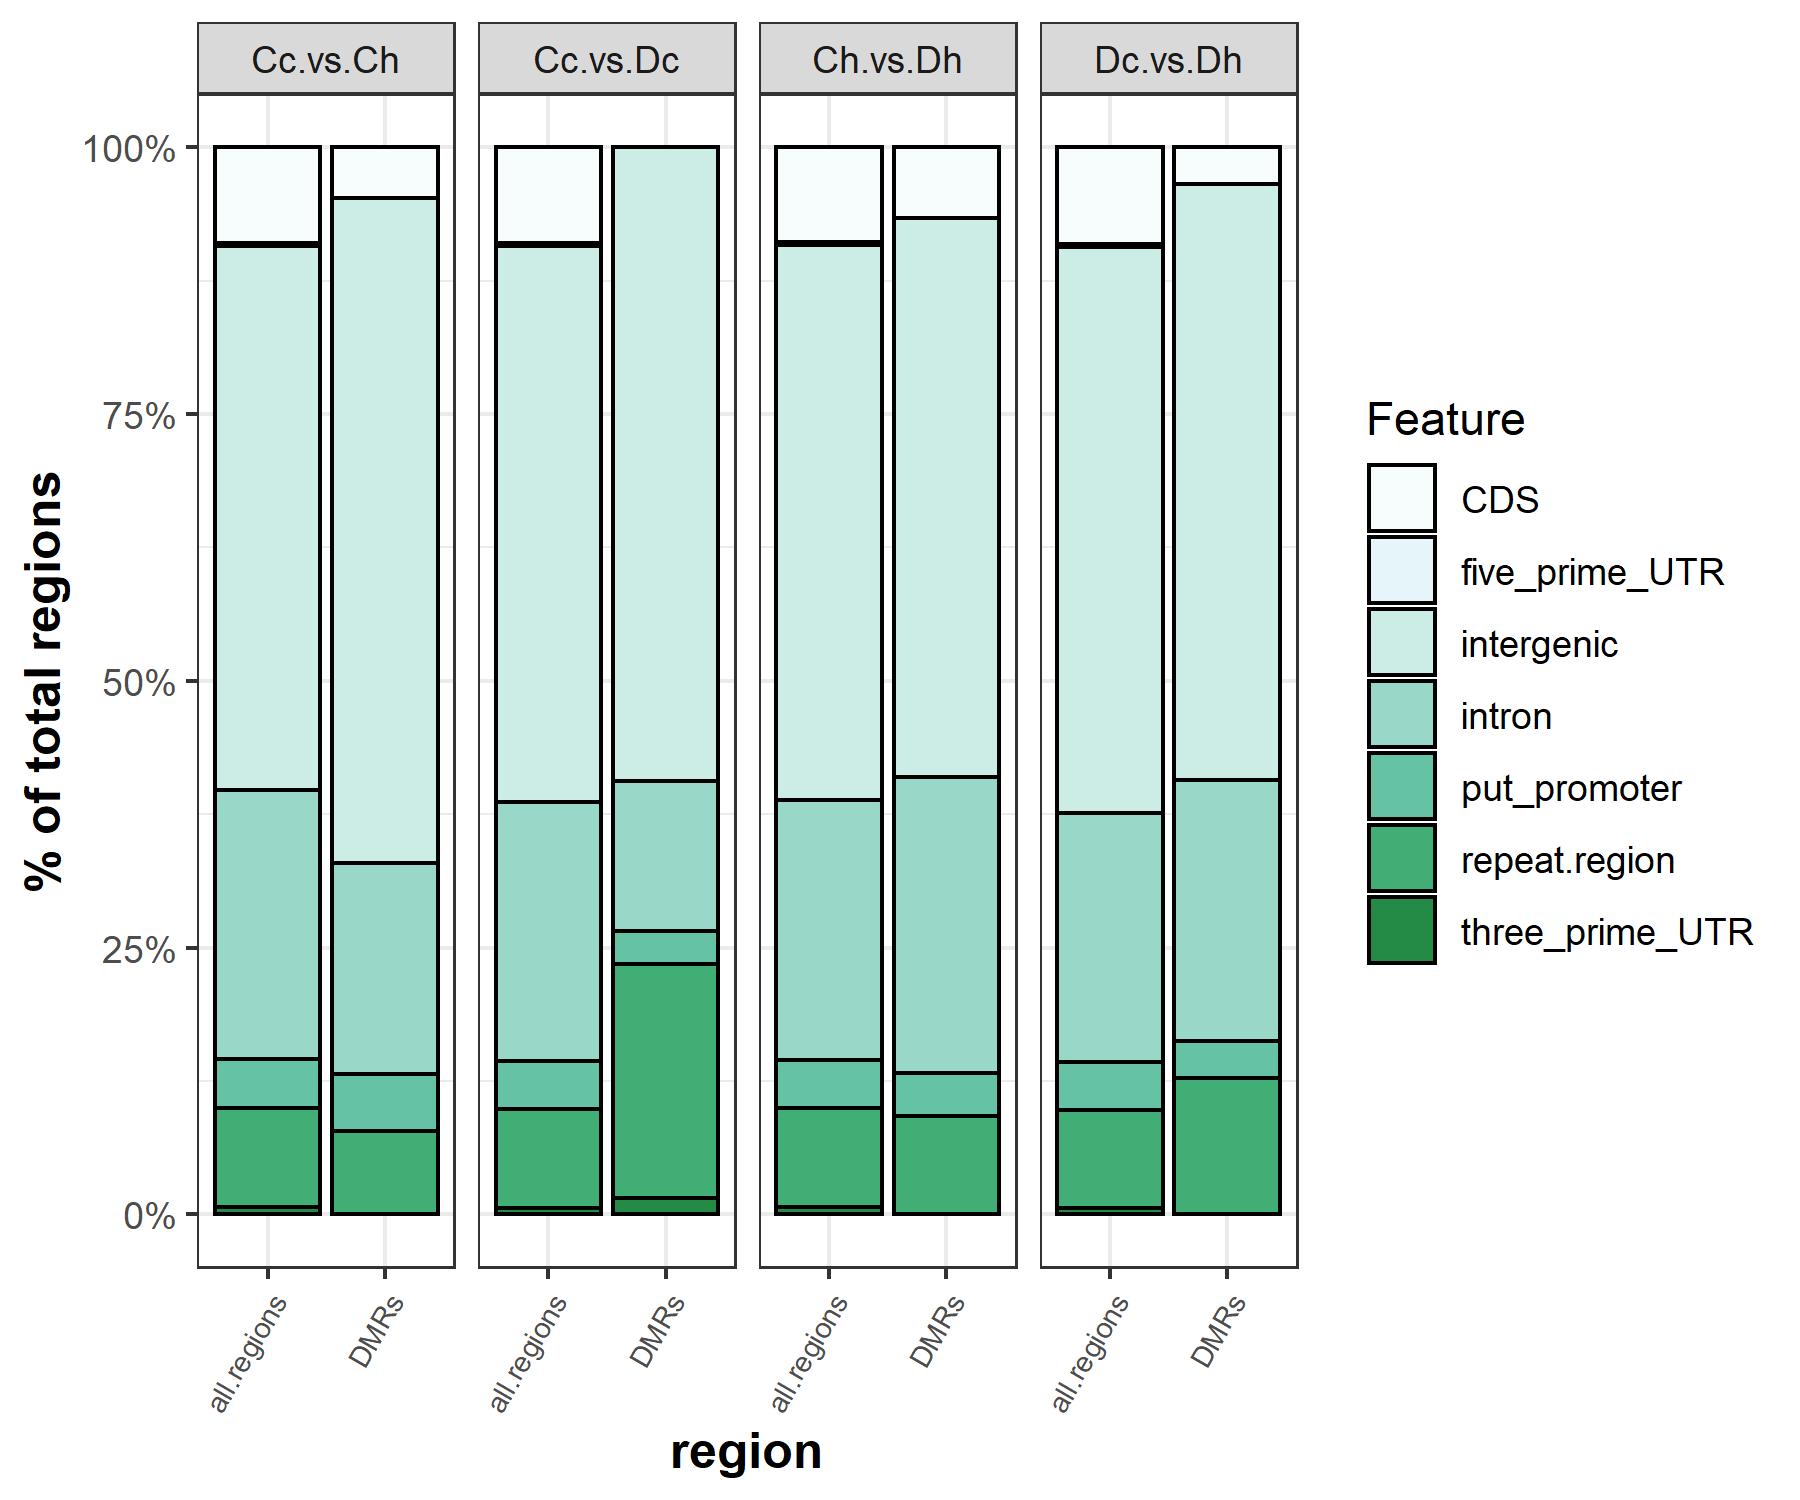 Cc.vs.Ch
Cc.vs.Dc
Ch.vs.Dh
Dc.vs.Dh
100%
75%
50%
25%
0%
% of total regions
all.regions
DMRs
all.regions
DMRs
all.regions
DMRs
all.regions
DMRs
region
Feature
CDS
five_prime_UTR
intergenic
intron
put_promoter
repeat.region
three_prime_UTR